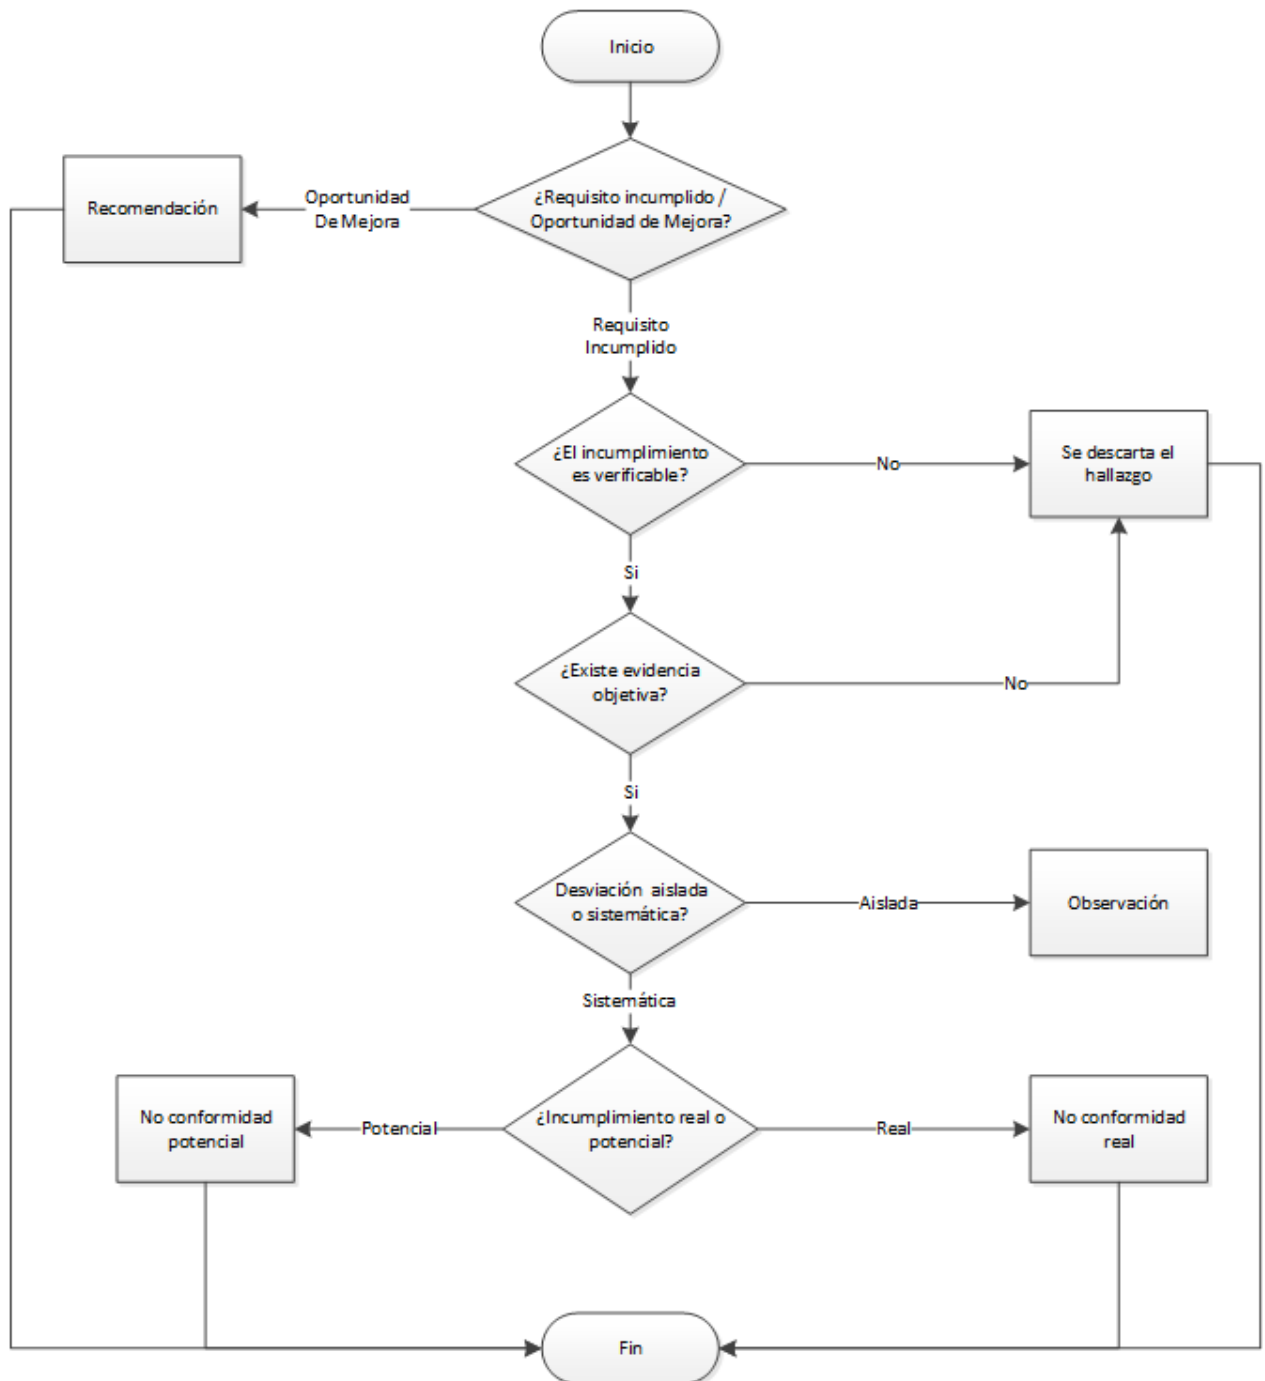 Inicio
¿Requisito incumplido /
Oportunidad de Mejora?
Oportunidad
De Mejora
Recomendación
Requisito
Incumplido
¿El incumplimiento
es verificable?
No
Se descarta el
hallazgo
Si
¿Existe evidencia
objetiva?
No
Si
Desviación aislada
o sistemática?
Aislada
Observación
Sistemática
¿Incumplimiento real o
potencial?
Potencial
No conformidad
potencial
Real
No conformidad
real
Fin